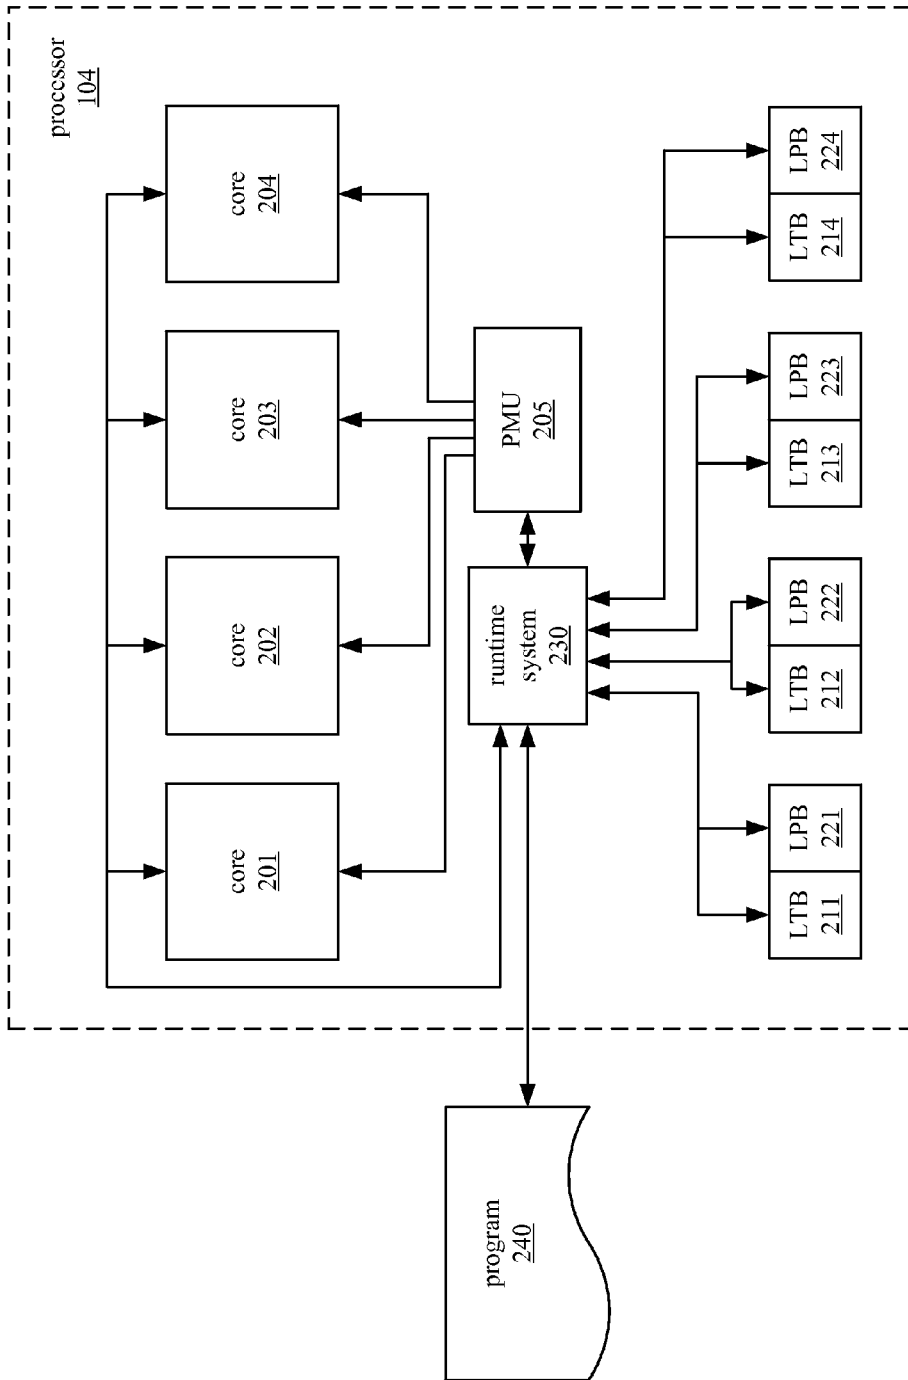 processor
104
core
201
core
202
core
203
core
204
PMU
205
runtime
system
230
program
240
LTB
211
LPB
221
LTB
212
LPB
222
LTB
213
LPB
223
LTB
214
LPB
224